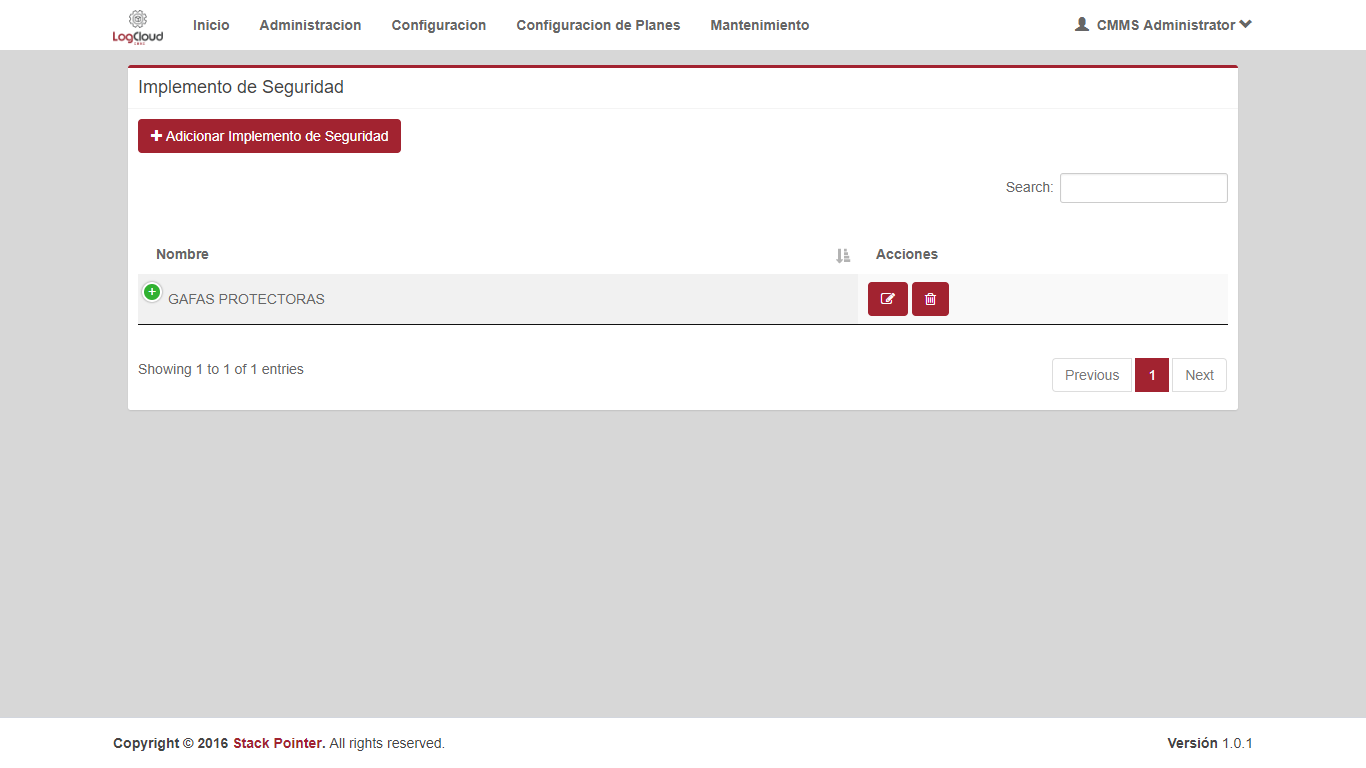 LogCloud
CMMS
Inicio Administracion Configuracion Configuracion de Planes Mantenimiento CMMS Administrator
Implemento de Seguridad
Adicionar Implemento de Seguridad
Search:
Nombre Acciones
GAFAS PROTECTORAS
Showing 1 to 1 of 1 entries Previous 1 Next
Copyright © 2016 Stack Pointer. All rights reserved. Versión 1.0.1